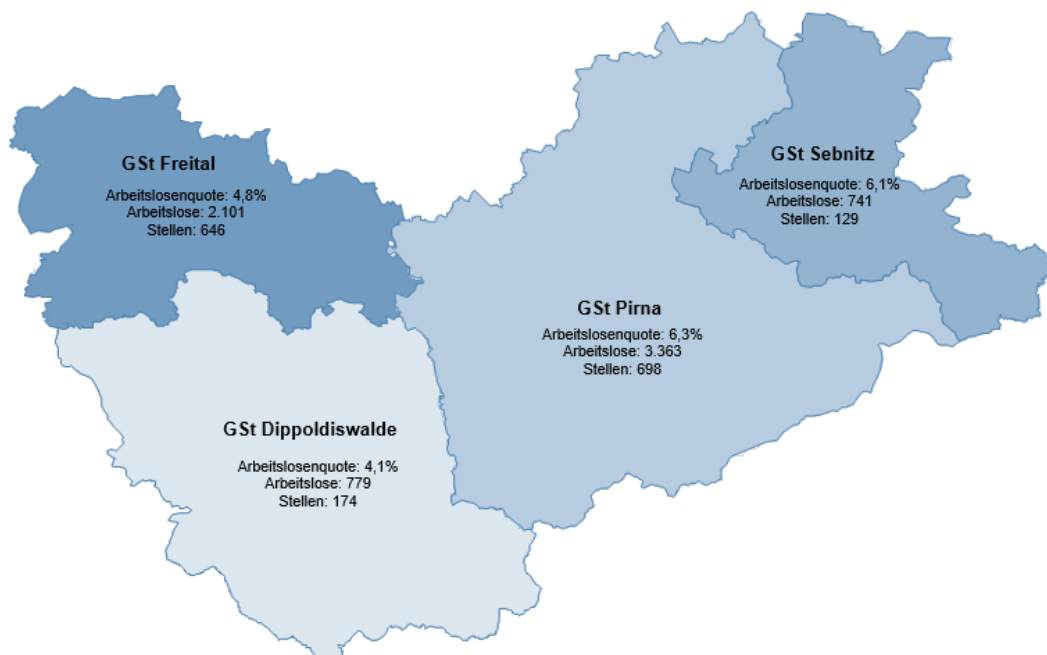 GSt Freital
Arbeitslosenquote: 4,8%
Arbeitslose: 2.101
Stellen: 646
GSt Sebnitz
Arbeitslosenquote: 6,1%
Arbeitslose: 741
Stellen: 129
GSt Pirna
Arbeitslosenquote: 6,3%
Arbeitslose: 3.363
Stellen: 698
GSt Dippoldiswalde
Arbeitslosenquote: 4,1%
Arbeitslose: 779
Stellen: 174